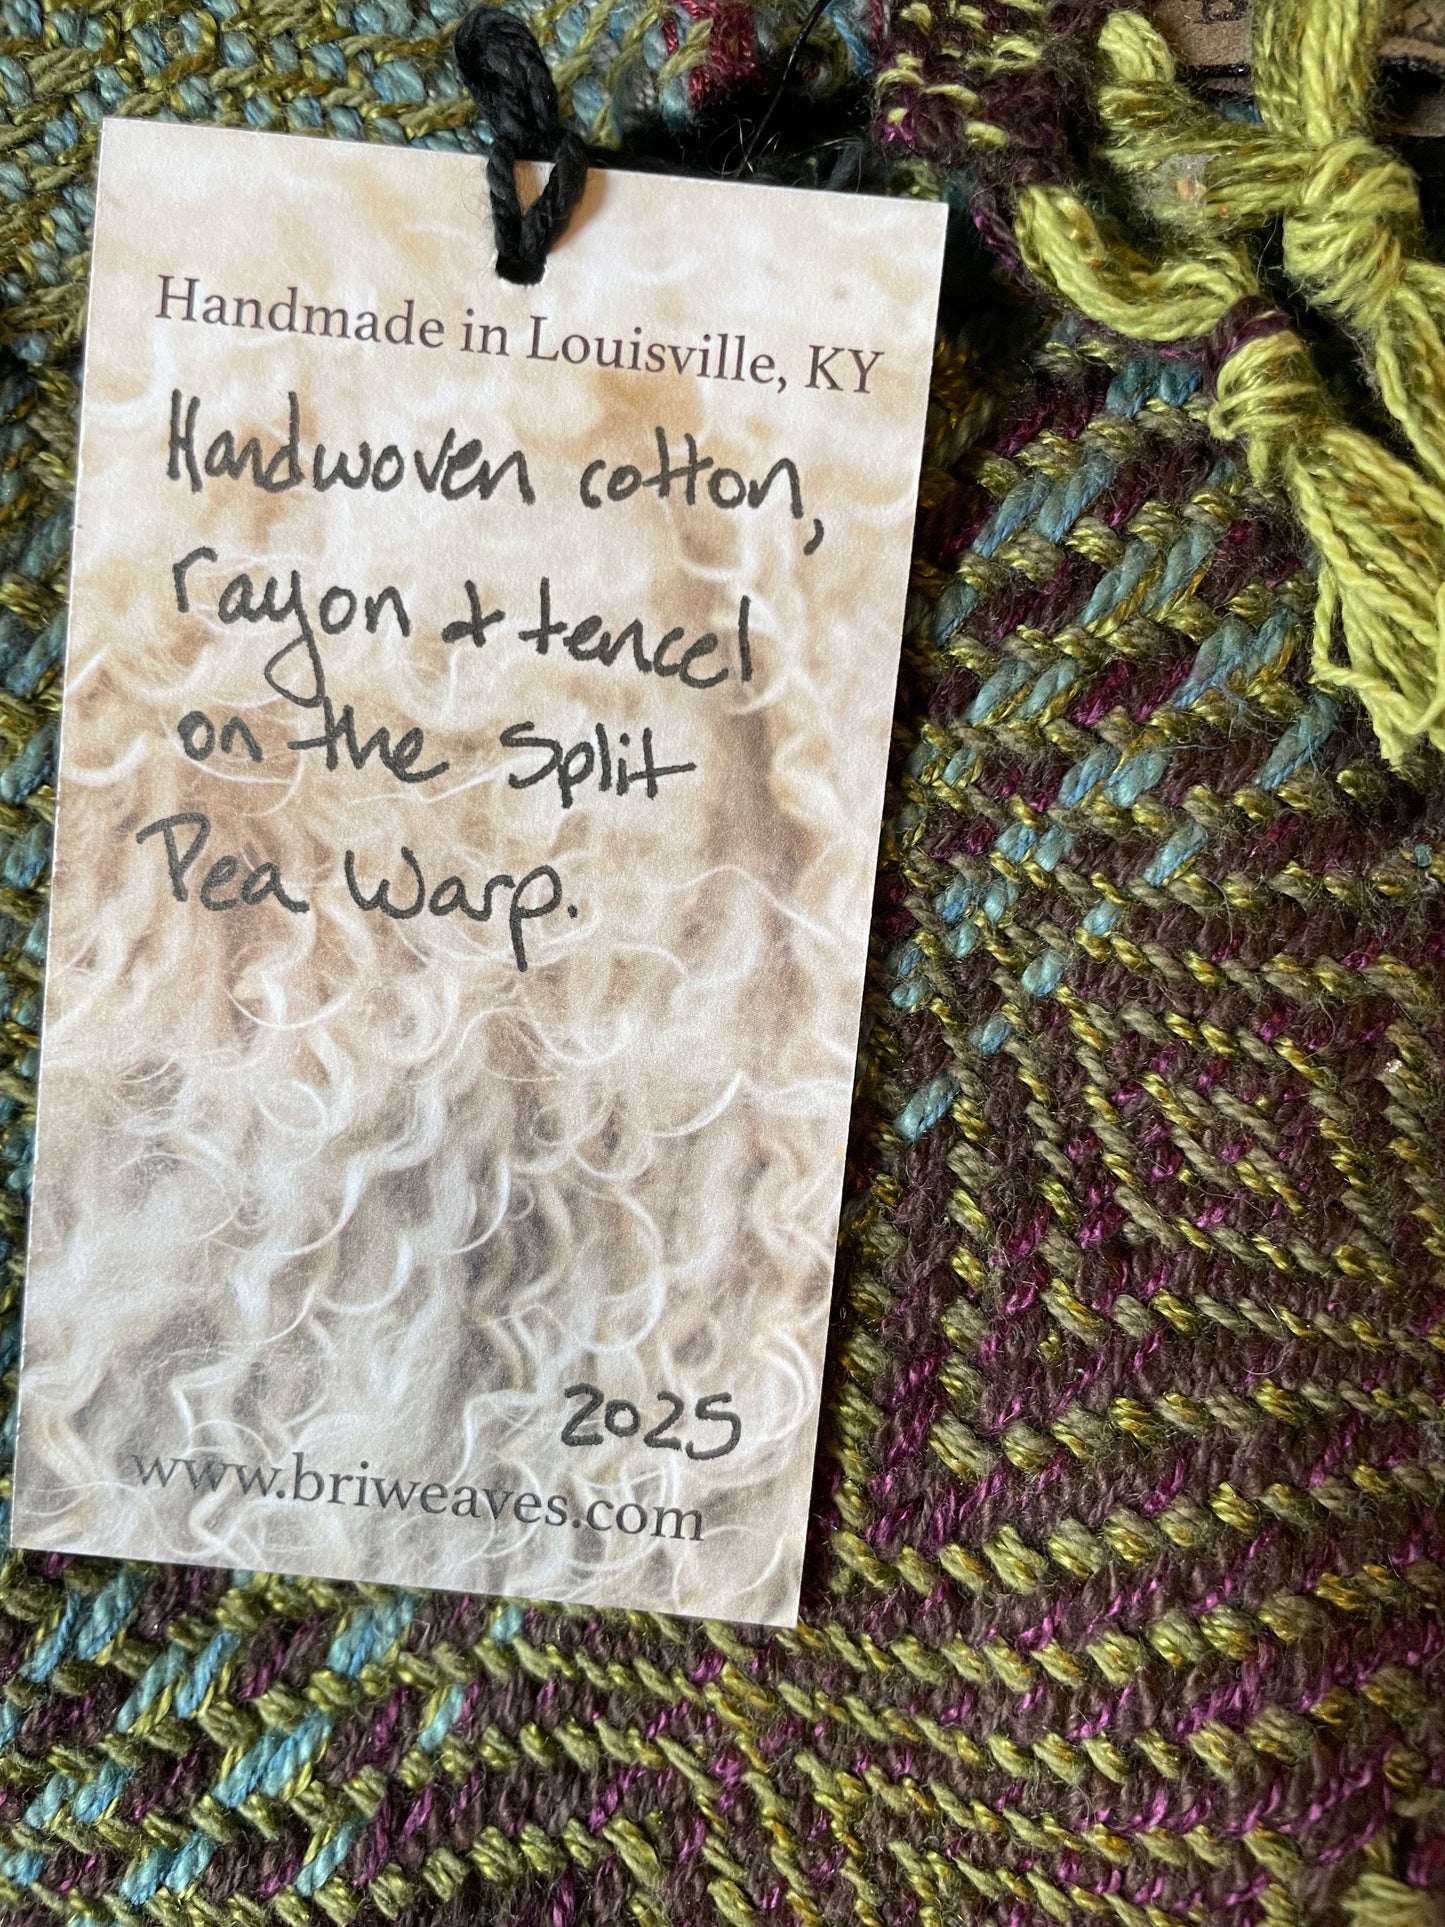 Handmade in Louisville, KY
Handwoven cotton,
rayon & tencel
on the Split
Pea Warp.
2025
www.briweaves.com